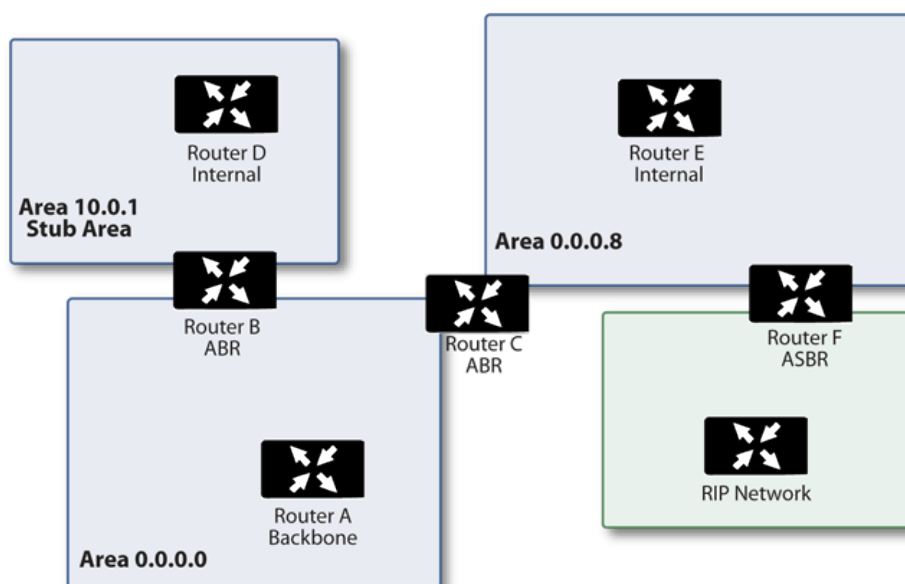 Router D
Internal
Area 10.0.1
Stub Area
Router E
Internal
Area 0.0.0.8
Router B
ABR
Router C
ABR
Router F
ASBR
Router A
Backbone
Area 0.0.0.0
RIP Network